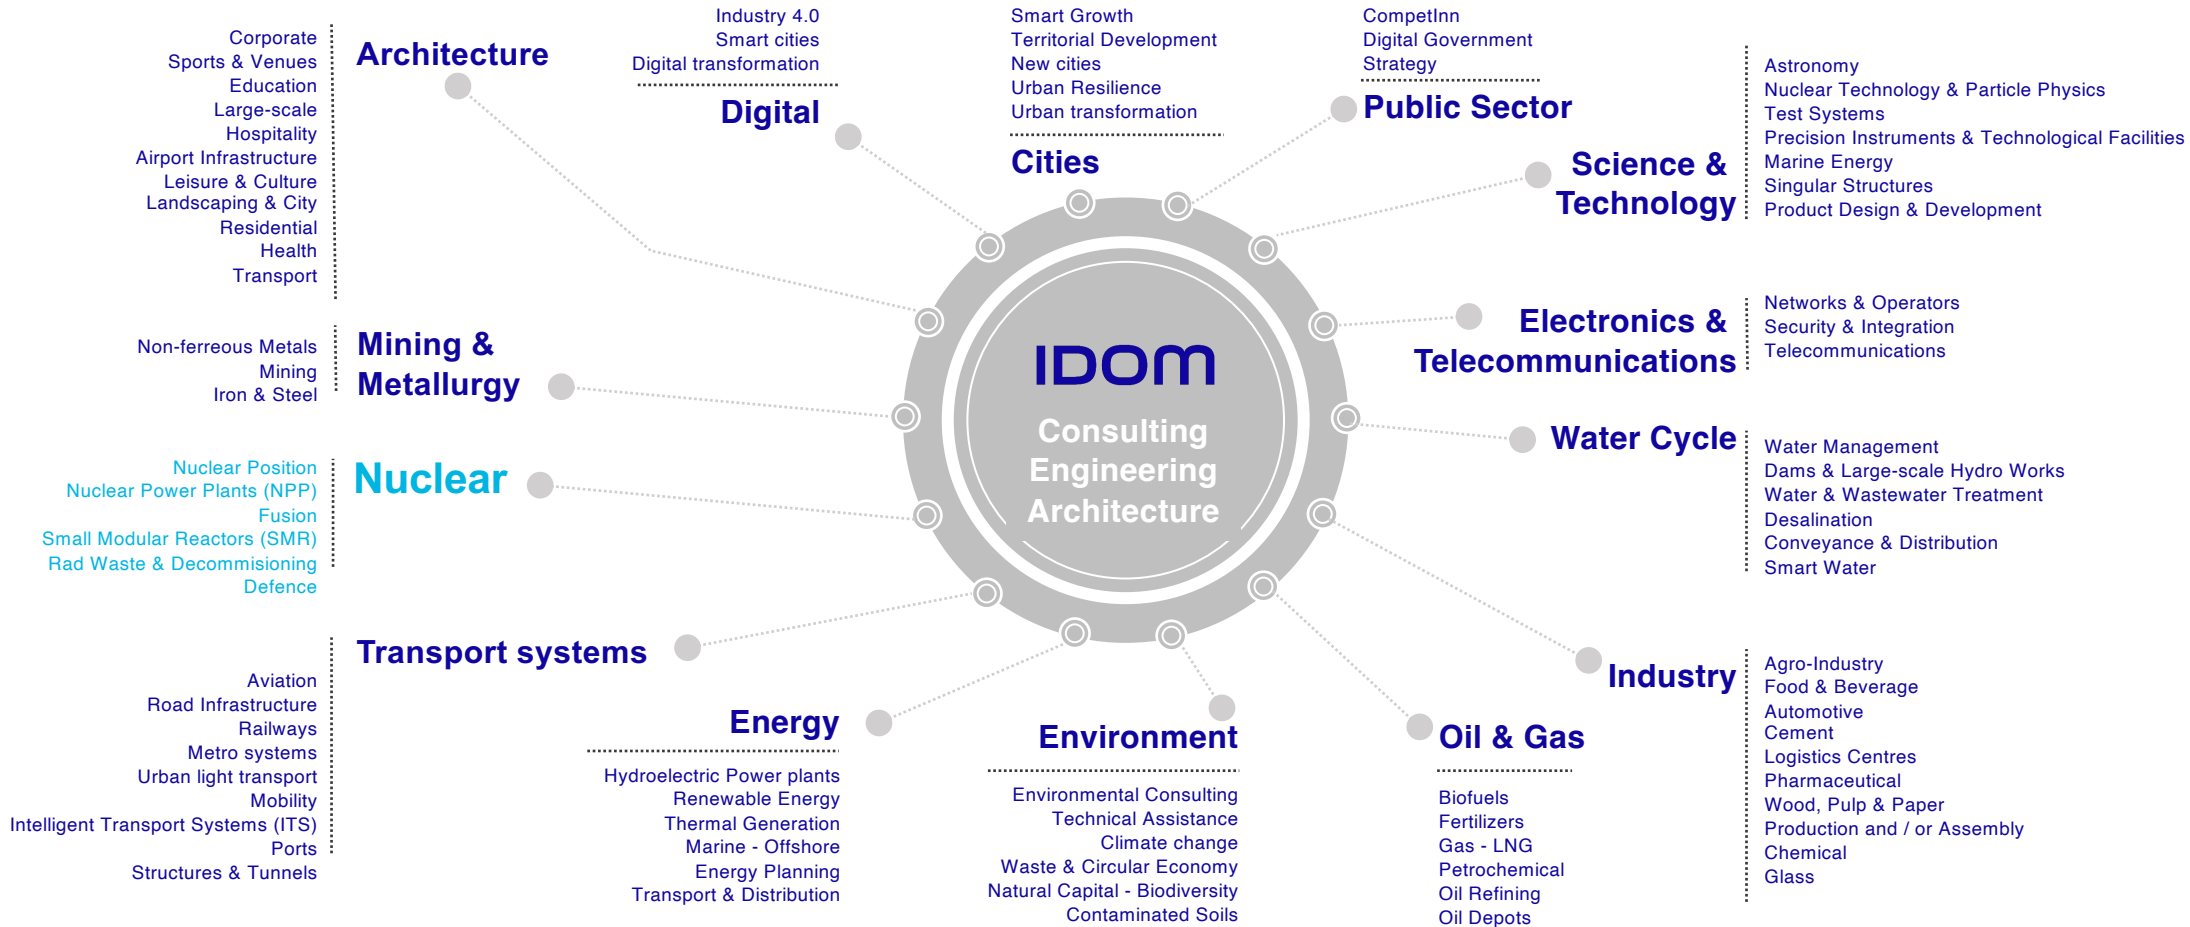 Architecture
Corporate
Sports & Venues
Education
Large-scale
Hospitality
Airport Infrastructure
Leisure & Culture
Landscaping & City
Residential
Health
Transport
Industry 4.0
Smart cities
Digital transformation
Digital
Smart Growth
Territorial Development
New cities
Urban Resilience
Urban transformation
Cities
CompetInn
Digital Government
Strategy
Public Sector
Science &
Technology
Astronomy
Nuclear Technology & Particle Physics
Test Systems
Precision Instruments & Technological Facilities
Marine Energy
Singular Structures
Product Design & Development
Mining &
Metallurgy
Non-ferreous Metals
Mining
Iron & Steel
IDOM
Consulting
Engineering
Architecture
Electronics &
Telecommunications
Networks & Operators
Security & Integration
Telecommunications
Nuclear
Nuclear Position
Nuclear Power Plants (NPP)
Fusion
Small Modular Reactors (SMR)
Rad Waste & Decommisioning
Defence
Water Cycle
Water Management
Dams & Large-scale Hydro Works
Water & Wastewater Treatment
Desalination
Conveyance & Distribution
Smart Water
Transport systems
Aviation
Road Infrastructure
Railways
Metro systems
Urban light transport
Mobility
Intelligent Transport Systems (ITS)
Ports
Structures & Tunnels
Energy
Hydroelectric Power plants
Renewable Energy
Thermal Generation
Marine - Offshore
Energy Planning
Transport & Distribution
Environment
Environmental Consulting
Technical Assistance
Climate change
Waste & Circular Economy
Natural Capital - Biodiversity
Contaminated Soils
Oil & Gas
Biofuels
Fertilizers
Gas - LNG
Petrochemical
Oil Refining
Oil Depots
Industry
Agro-Industry
Food & Beverage
Automotive
Cement
Logistics Centres
Pharmaceutical
Wood, Pulp & Paper
Production and / or Assembly
Chemical
Glass